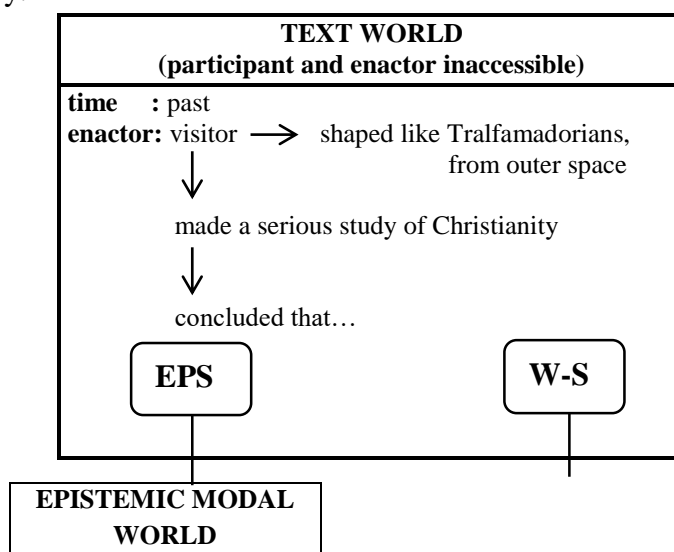 y.
TEXT WORLD
(participant and enactor inaccessible)
time : past
enactor: visitor → shaped like Tralfamadorians,
from outer space
made a serious study of Christianity
concluded that…
EPS W-S
EPISTEMIC MODAL
WORLD